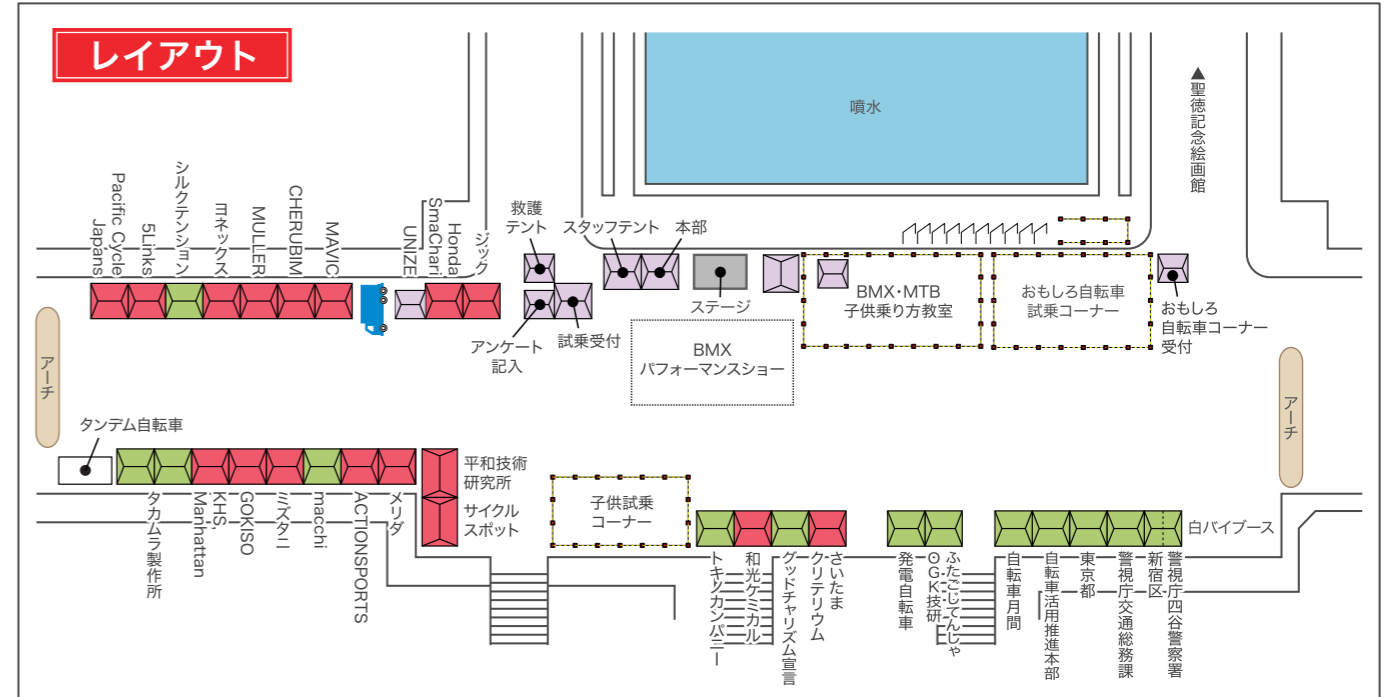 レイアウト
噴水
▲聖徳記念絵画館
Pacific Cycle
Japans
5Links
シルクテンション
ヨネックス
MULLER
CHERUBIM
MAVIC
UNIZE
SmaChari
Honda
ジック
救護
テント
スタッフテント
本部
アンケート
記入
試乗受付
ステージ
BMX
パフォーマンスショー
BMX・MTB
子供乗り方教室
おもしろ自転車
試乗コーナー
おもしろ
自転車コーナー
受付
アーチ
アーチ
タンデム自転車
タカムラ製作所
KHS,
Manhattan
GOKISO
ミズタニ
macchi
ACTIONSPORTS
メリダ
平和技術
研究所
サイクル
スポット
子供試乗
コーナー
トキノカンパニー
和光ケミカル
グッドチャリズム宣言
さいたま
クリテリウム
発電自転車
ふたごじてんしゃ
OGK技研
自転車月間
自転車活用推進本部
東京都
警視庁交通総務課
新宿区
警視庁四谷警察署
白バイブース